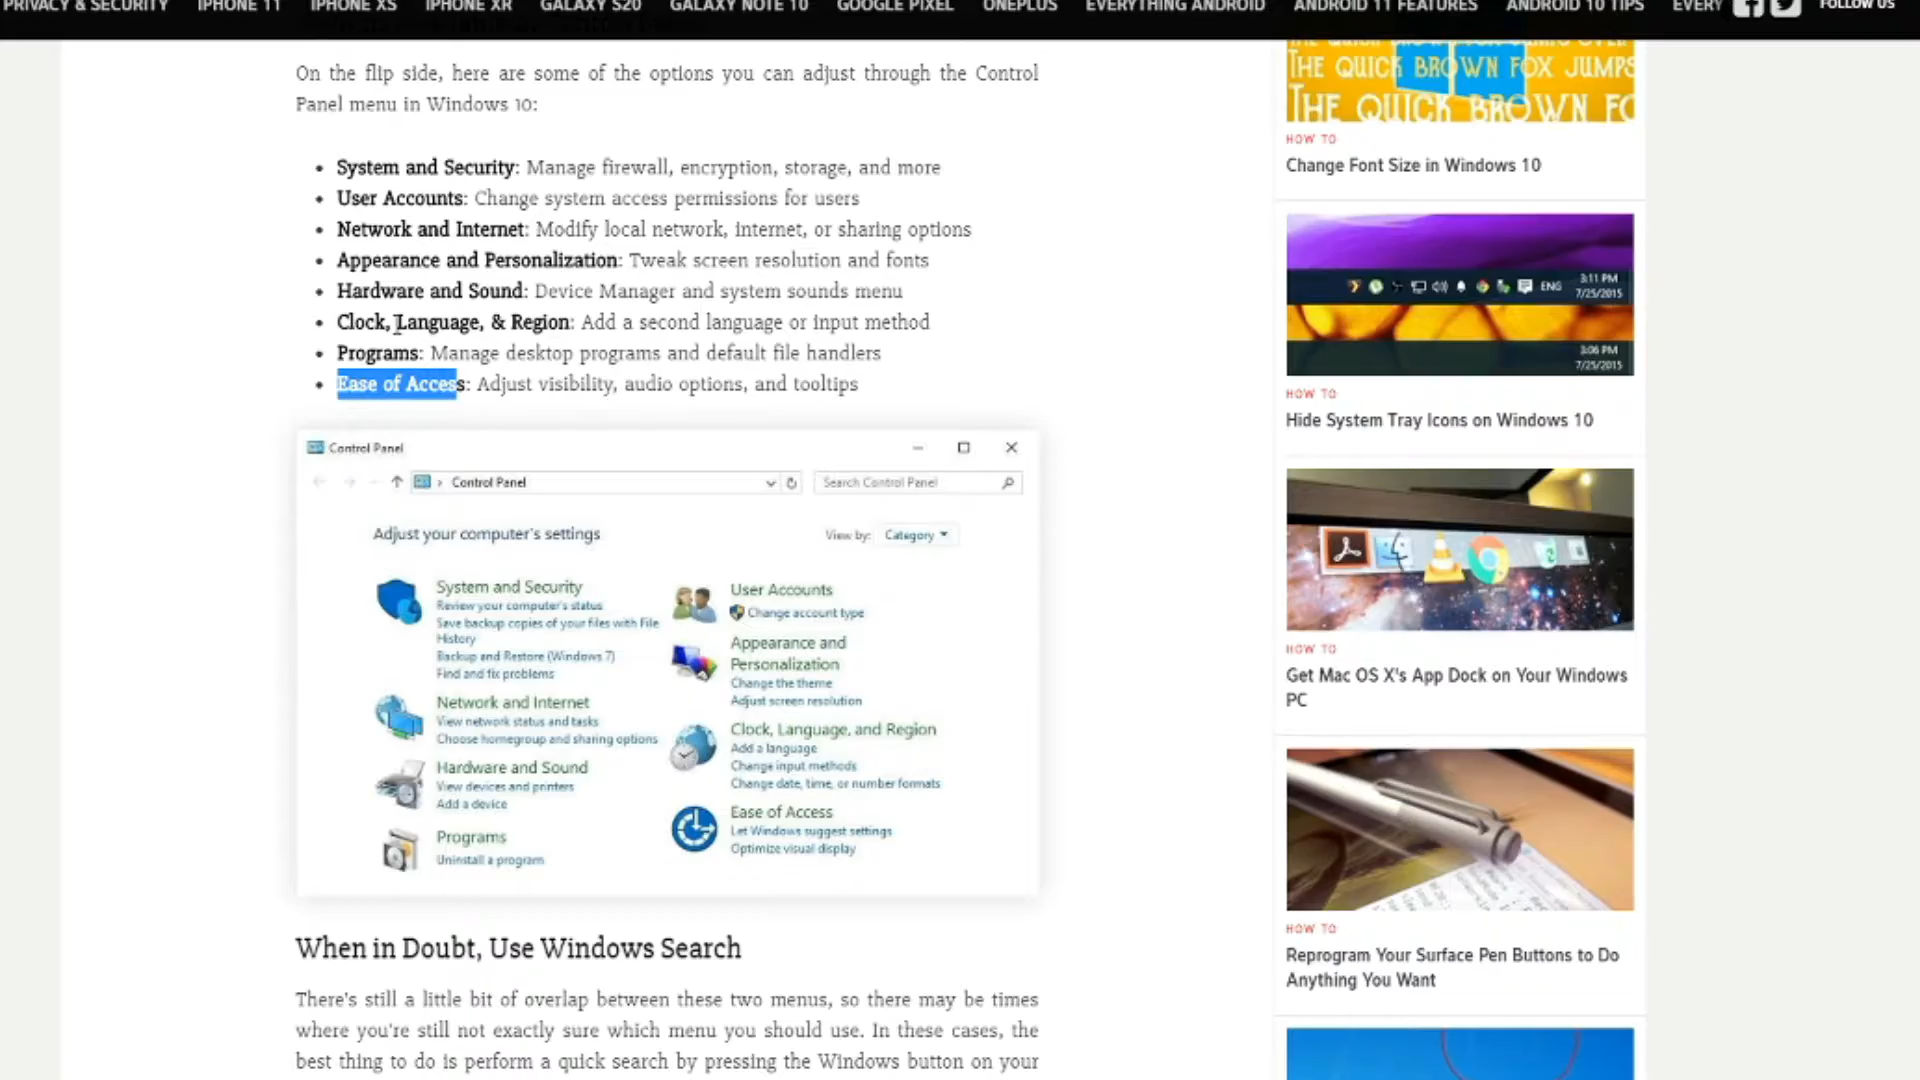 PRIVACY & SECURITY IPHONE 11 IPHONE XS IPHONE XR GALAXY S20 GALAXY NOTE 10 GOOGLE PIXEL ONEPLUS EVERYTHING ANDROID ANDROID 11 FEATURES ANDROID 10 TIPS EVERY FOLLOW US
On the flip side, here are some of the options you can adjust through the Control
Panel menu in Windows 10:
• System and Security: Manage firewall, encryption, storage, and more
• User Accounts: Change system access permissions for users
• Network and Internet: Modify local network, internet, or sharing options
• Appearance and Personalization: Tweak screen resolution and fonts
• Hardware and Sound: Device Manager and system sounds menu
• Clock, Language, & Region: Add a second language or input method
• Programs: Manage desktop programs and default file handlers
• Ease of Access: Adjust visibility, audio options, and tooltips
Control Panel
Control Panel
Search Control Panel
Adjust your computer's settings
View by: Category
System and Security
Review your computer's status
Save backup copies of your files with File
History
Backup and Restore (Windows 7)
Find and fix problems
Network and Internet
View network status and tasks
Choose homegroup and sharing options
Hardware and Sound
View devices and printers
Add a device
Programs
Uninstall a program
User Accounts
Change account type
Appearance and
Personalization
Change the theme
Adjust screen resolution
Clock, Language, and Region
Add a language
Change input methods
Change date, time, or number formats
Ease of Access
Let Windows suggest settings
Optimize visual display
When in Doubt, Use Windows Search
There's still a little bit of overlap between these two menus, so there may be times
where you're still not exactly sure which menu you should use. In these cases, the
best thing to do is perform a quick search by pressing the Windows button on your
THE QUICK BROWN FOX JUMPS
THE QUICK BROWN FO
HOW TO
Change Font Size in Windows 10
ENG
3:11 PM
7/25/2015
3:06 PM
7/25/2015
HOW TO
Hide System Tray Icons on Windows 10
HOW TO
Get Mac OS X's App Dock on Your Windows
PC
HOW TO
Reprogram Your Surface Pen Buttons to Do
Anything You Want